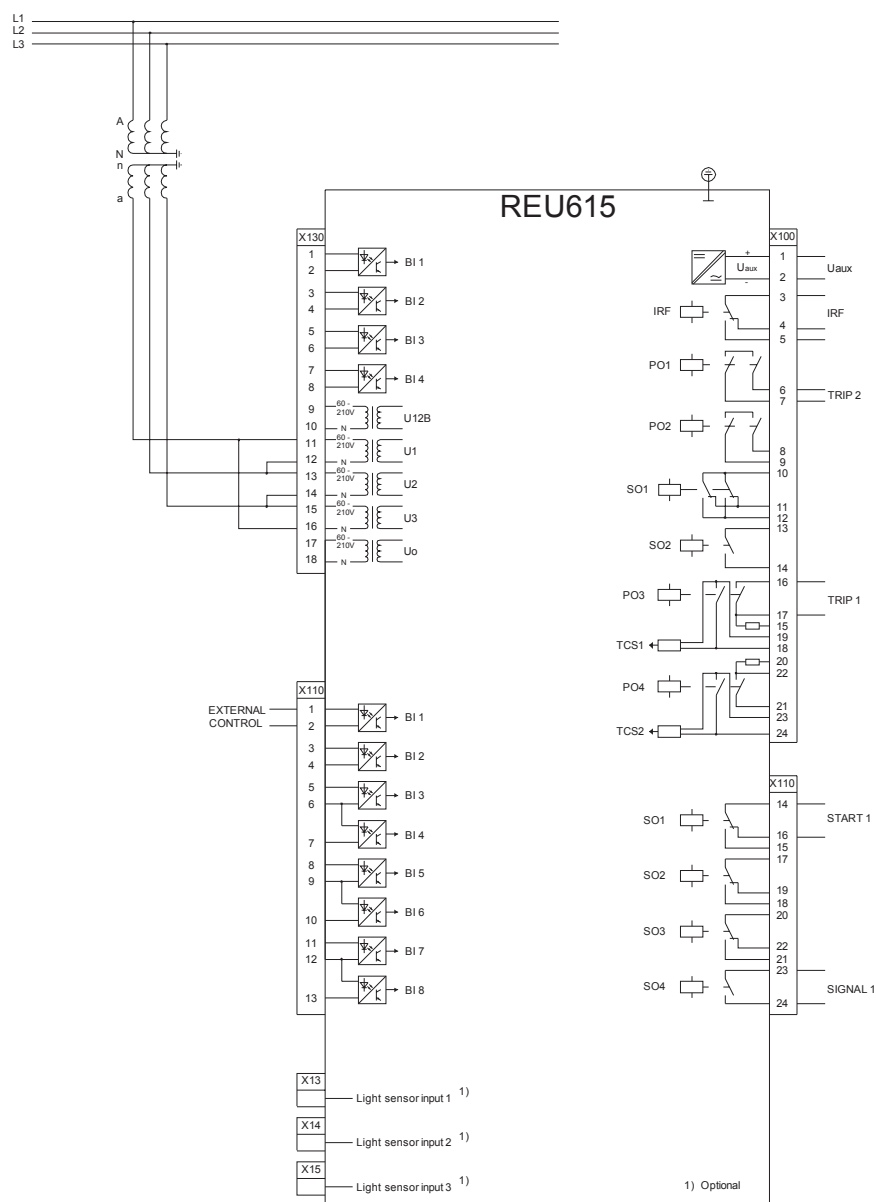 L1
L2
L3
A
N
n
a
REU615
X130
1
2
BI 1
3
4
BI 2
5
6
BI 3
7
8
BI 4
9
60 -
210V
10
N
U12B
11
60 -
210V
12
N
U1
13
60 -
210V
14
N
U2
15
60 -
210V
16
N
U3
17
60 -
210V
18
N
Uo
X110
EXTERNAL
CONTROL
1
2
BI 1
3
4
BI 2
5
6
BI 3
7
BI 4
8
9
BI 5
10
BI 6
11
12
BI 7
13
BI 8
X13
Light sensor input 1 1)
X14
Light sensor input 2 1)
X15
Light sensor input 3 1)
X100
+
Uaux
-
1
2
Uaux
IRF
3
4
5
IRF
PO1
6
7
TRIP 2
PO2
8
9
SO1
10
11
12
SO2
13
14
PO3
16
17
15
19
18
TRIP 1
TCS1
PO4
20
22
21
23
24
TCS2
X110
SO1
14
16
15
START 1
SO2
17
19
18
SO3
20
22
21
SO4
23
24
SIGNAL 1
1) Optional